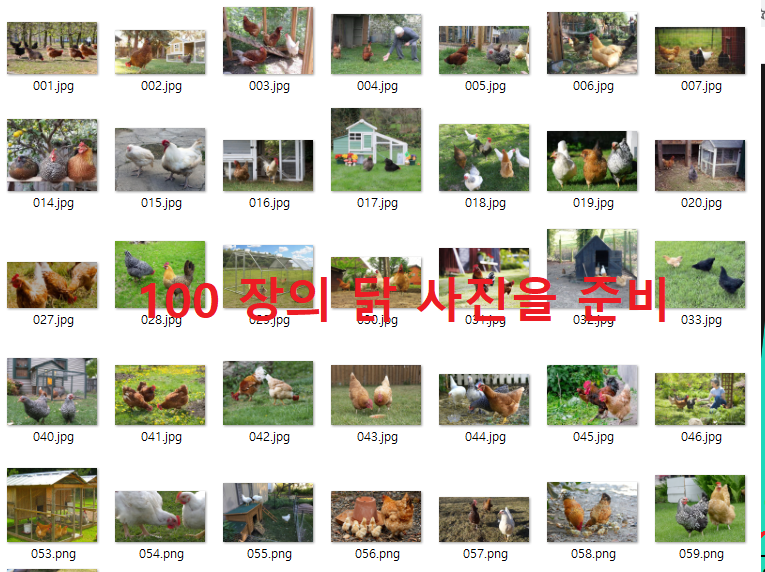 001.jpg 002.jpg 003.jpg 004.jpg 005.jpg 006.jpg 007.jpg
014.jpg 015.jpg 016.jpg 017.jpg 018.jpg 019.jpg 020.jpg
100 장의 닭 사진을 준비
027.jpg 028.jpg 029.jpg 030.jpg 031.jpg 032.jpg 033.jpg
040.jpg 041.jpg 042.jpg 043.jpg 044.jpg 045.jpg 046.jpg
053.png 054.png 055.png 056.png 057.png 058.png 059.png